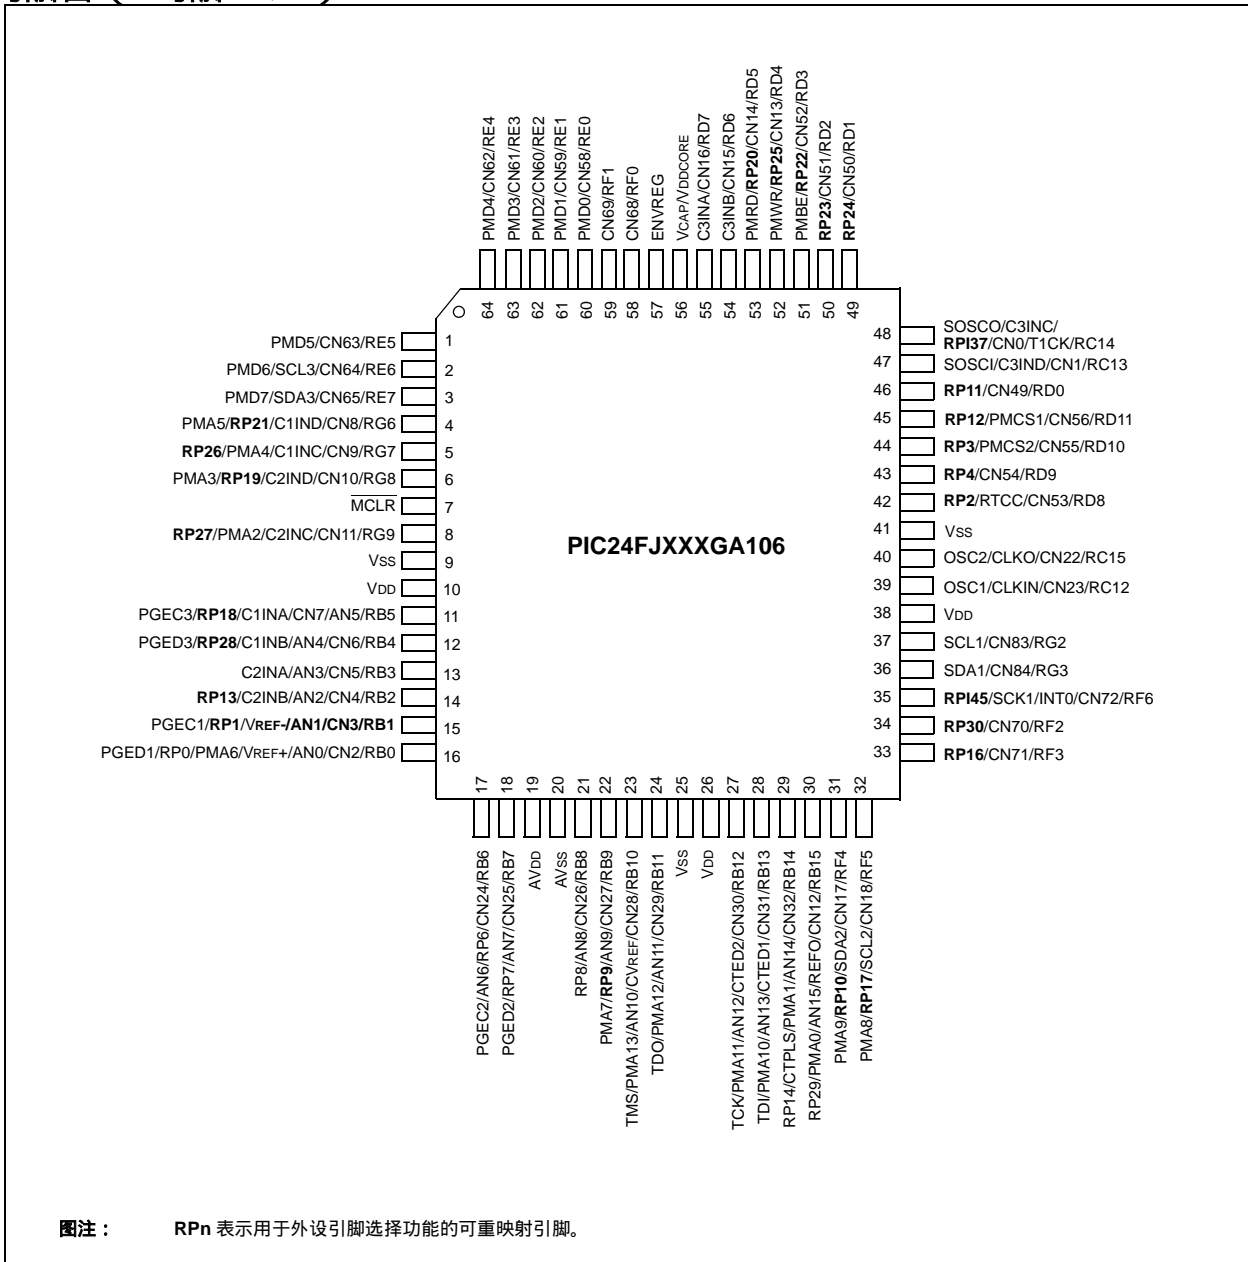 PMD4/CN62/RE4
PMD3/CN61/RE3
PMD2/CN60/RE2
PMD1/CN59/RE1
PMD0/CN58/RE0
CN69/RF1
CN68/RF0
ENVREG
VCAP/VDDCORE
C3INA/CN16/RD7
C3INB/CN15/RD6
PMRD/RP20/CN14/RD5
PMWR/RP25/CN13/RD4
PMBE/RP22/CN52/RD3
RP23/CN51/RD2
RP24/CN50/RD1
64 63 62 61 60 59 58 57 56 55 54 53 52 51 50 49
PMD5/CN63/RE5 1
PMD6/SCL3/CN64/RE6 2
PMD7/SDA3/CN65/RE7 3
PMA5/RP21/C1IND/CN8/RG6 4
RP26/PMA4/C1INC/CN9/RG7 5
PMA3/RP19/C2IND/CN10/RG8 6
MCLR 7
RP27/PMA2/C2INC/CN11/RG9 8
VSS 9
VDD 10
PGEC3/RP18/C1INA/CN7/AN5/RB5 11
PGED3/RP28/C1INB/AN4/CN6/RB4 12
C2INA/AN3/CN5/RB3 13
RP13/C2INB/AN2/CN4/RB2 14
PGEC1/RP1/VREF-/AN1/CN3/RB1 15
PGED1/RP0/PMA6/VREF+/AN0/CN2/RB0 16
PIC24FJXXXGA106
48 SOSCO/C3INC/
RPI37/CN0/T1CK/RC14
47 SOSCI/C3IND/CN1/RC13
46 RP11/CN49/RD0
45 RP12/PMCS1/CN56/RD11
44 RP3/PMCS2/CN55/RD10
43 RP4/CN54/RD9
42 RP2/RTCC/CN53/RD8
41 VSS
40 OSC2/CLKO/CN22/RC15
39 OSC1/CLKIN/CN23/RC12
38 VDD
37 SCL1/CN83/RG2
36 SDA1/CN84/RG3
35 RPI45/SCK1/INT0/CN72/RF6
34 RP30/CN70/RF2
33 RP16/CN71/RF3
17 18 19 20 21 22 23 24 25 26 27 28 29 30 31 32
PGEC2/AN6/RP6/CN24/RB6
PGED2/RP7/AN7/CN25/RB7
AVDD
AVSS
RP8/AN8/CN26/RB8
PMA7/RP9/AN9/CN27/RB9
TMS/PMA13/AN10/CVREF/CN28/RB10
TDO/PMA12/AN11/CN29/RB11
VSS
VDD
TCK/PMA11/AN12/CTED2/CN30/RB12
TDI/PMA10/AN13/CTED1/CN31/RB13
RP14/CTPLS/PMA1/AN14/CN32/RB14
RP29/PMA0/AN15/REFO/CN12/RB15
PMA9/RP10/SDA2/CN17/RF4
PMA8/RP17/SCL2/CN18/RF5
图注： RPn 表示用于外设引脚选择功能的可重映射引脚。